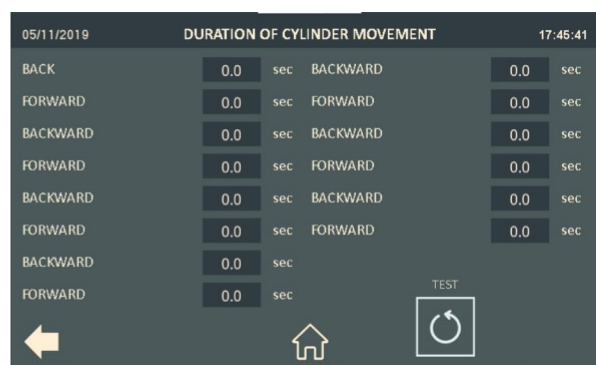 05/11/2019 DURATION OF CYLINDER MOVEMENT 17:45:41
BACK 0.0 sec BACKWARD 0.0 sec
FORWARD 0.0 sec FORWARD 0.0 sec
BACKWARD 0.0 sec BACKWARD 0.0 sec
FORWARD 0.0 sec FORWARD 0.0 sec
BACKWARD 0.0 sec BACKWARD 0.0 sec
FORWARD 0.0 sec FORWARD 0.0 sec
BACKWARD 0.0 sec
FORWARD 0.0 sec
TEST